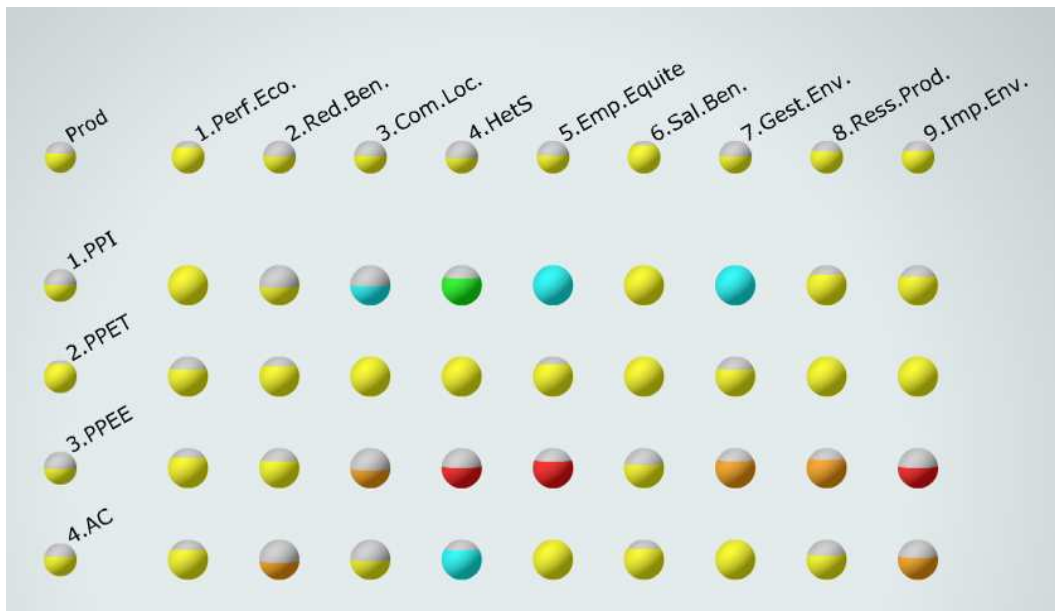 Prod
1.Perf.Eco.
2.Red.Ben.
3.Com.Loc.
4.HetS
5.Emp.Equite
6.Sal.Ben.
7.Gest.Env.
8.Ress.Prod.
9.Imp.Env.
1.PPI
2.PPET
3.PPEE
4.AC